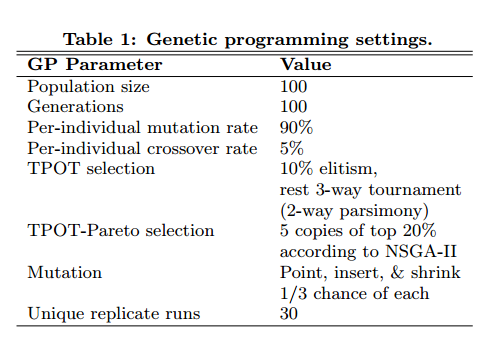 Table 1: Genetic programming settings.
GP Parameter Value
Population size 100
Generations 100
Per-individual mutation rate 90%
Per-individual crossover rate 5%
TPOT selection 10% elitism,
rest 3-way tournament
(2-way parsimony)
TPOT-Pareto selection 5 copies of top 20%
according to NSGA-II
Mutation Point, insert, & shrink
1/3 chance of each
Unique replicate runs 30